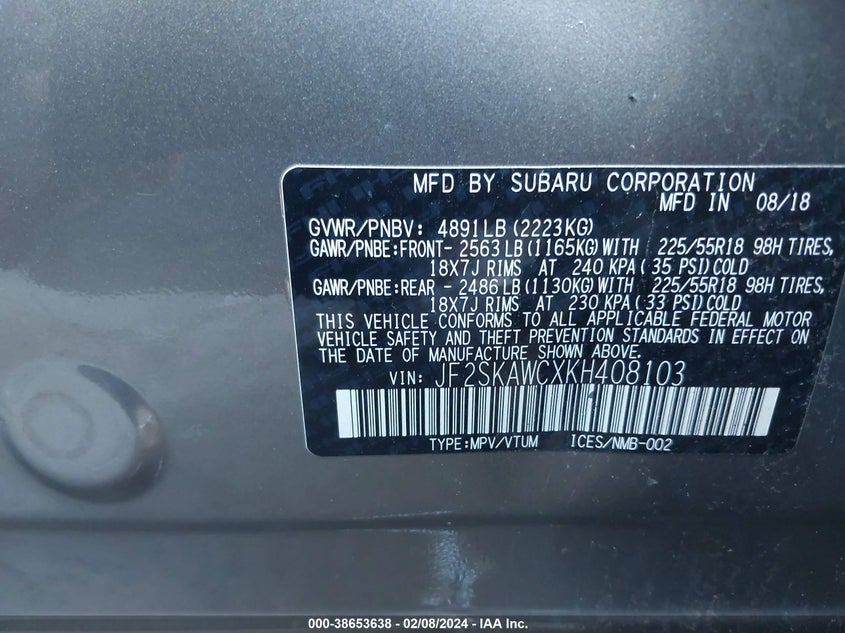 MFD BY SUBARU CORPORATION
MFD IN 08/18
GVWR/PNBV: 4891LB (2223KG)
GAWR/PNBE:FRONT- 2563LB (1165KG) WITH 225/55R18 98H TIRES,
18X7J RIMS AT 240 KPA (35 PSI) COLD
GAWR/PNBE:REAR - 2486LB (1130KG) WITH 225/55R18 98H TIRES,
18X7J RIMS AT 230 KPA (33 PSI) COLD
THIS VEHICLE CONFORMS TO ALL APPLICABLE FEDERAL MOTOR
VEHICLE SAFETY AND THEFT PREVENTION STANDARDS IN EFFECT ON
THE DATE OF MANUFACTURE SHOWN ABOVE.
VIN: JF2SKAWCXKH408103
TYPE:MPV/VTUM ICES/NMB-002
000-38653638 - 02/08/2024 - IAA Inc.